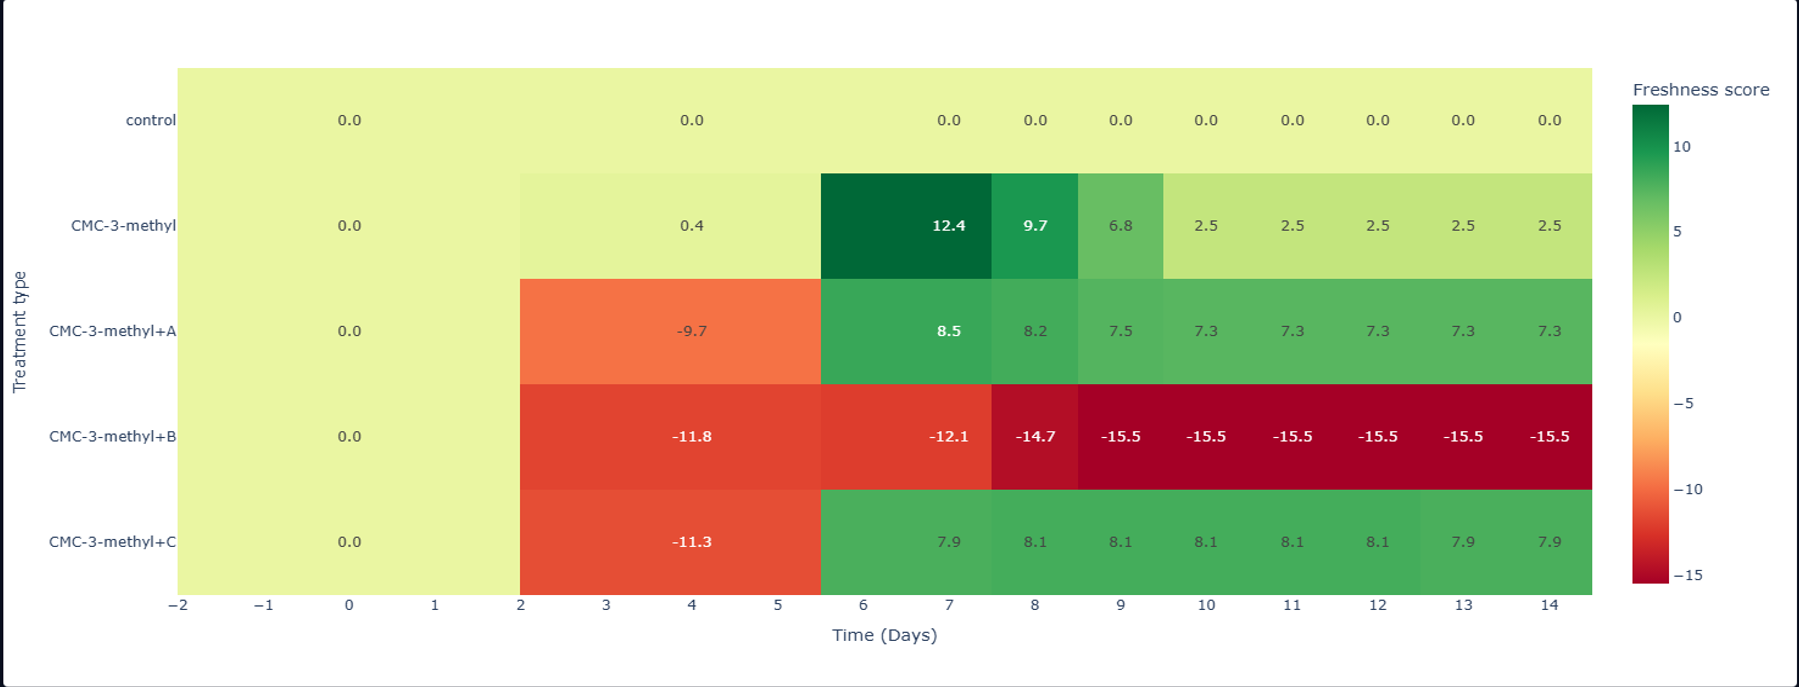 Freshness score
control 0.0 0.0 0.0 0.0 0.0 0.0 0.0 0.0 0.0 0.0
CMC-3-methyl 0.0 0.4 12.4 9.7 6.8 2.5 2.5 2.5 2.5 2.5
CMC-3-methyl+A 0.0 -9.7 8.5 8.2 7.5 7.3 7.3 7.3 7.3 7.3
CMC-3-methyl+B 0.0 -11.8 -12.1 -14.7 -15.5 -15.5 -15.5 -15.5 -15.5 -15.5
CMC-3-methyl+C 0.0 -11.3 7.9 8.1 8.1 8.1 8.1 8.1 7.9 7.9
Treatment type
−2 −1 0 1 2 3 4 5 6 7 8 9 10 11 12 13 14
Time (Days)
10
5
0
−5
−10
−15